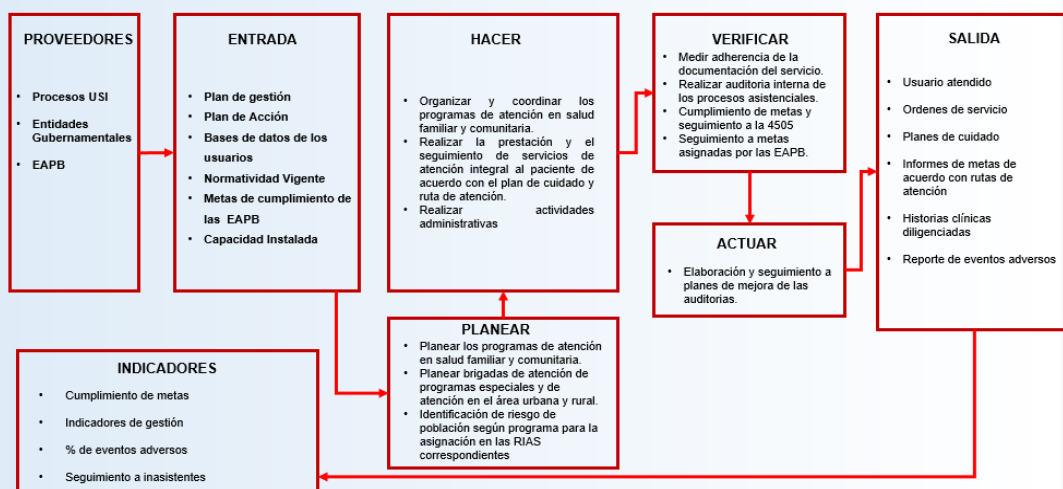 PROVEEDORES
• Procesos USI
• Entidades
Gubernamentales
• EAPB
ENTRADA
• Plan de gestión
• Plan de Acción
• Bases de datos de los
usuarios
• Normatividad Vigente
• Metas de cumplimiento de
las EAPB
• Capacidad Instalada
HACER
• Organizar y coordinar los
programas de atención en salud
familiar y comunitaria.
• Realizar la prestación y el
seguimiento de servicios de
atención integral al paciente de
acuerdo con el plan de cuidado y
ruta de atención.
• Realizar actividades
administrativas
VERIFICAR
• Medir adherencia de la
documentación del servicio.
• Realizar auditoria interna de
los procesos asistenciales.
• Cumplimiento de metas y
seguimiento a la 4505
• Seguimiento a metas
asignadas por las EAPB.
SALIDA
• Usuario atendido
• Ordenes de servicio
• Planes de cuidado
• Informes de metas de
acuerdo con rutas de
atención
• Historias clínicas
diligenciadas
• Reporte de eventos adversos
ACTUAR
• Elaboración y seguimiento a
planes de mejora de las
auditorias.
PLANEAR
• Planear los programas de atención
en salud familiar y comunitaria.
• Planear brigadas de atención de
programas especiales y de
atención en el área urbana y rural.
• Identificación de riesgo de
población según programa para la
asignación en las RIAS
correspondientes
INDICADORES
• Cumplimiento de metas
• Indicadores de gestión
• % de eventos adversos
• Seguimiento a inasistentes